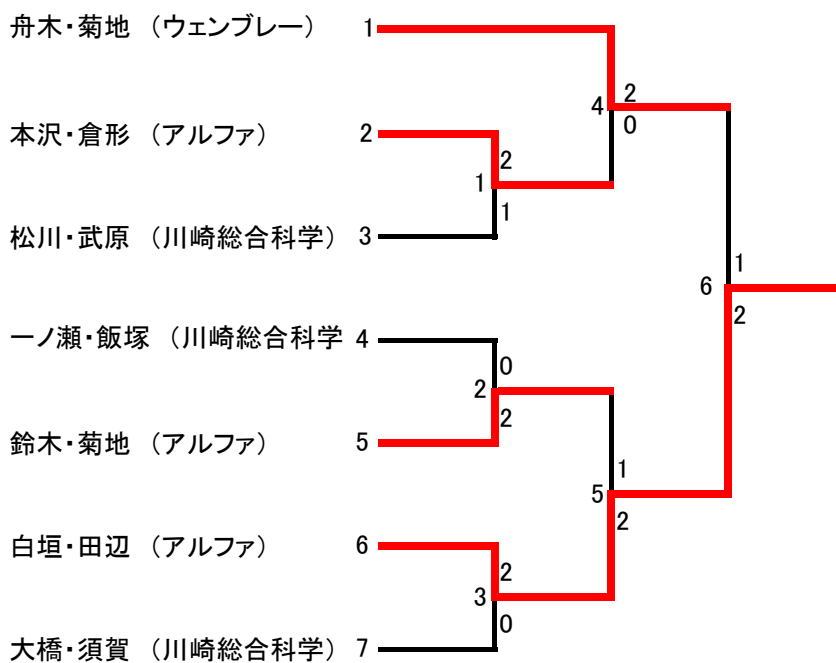 舟木・菊地 （ウェンブレー） 1
2
4
0
本沢・倉形 （アルファ） 2
2
1
1
松川・武原 （川崎総合科学） 3
1
6
2
一ノ瀬・飯塚 （川崎総合科学 4
0
2
2
鈴木・菊地 （アルファ） 5
1
5
2
白垣・田辺 （アルファ） 6
2
3
0
大橋・須賀 （川崎総合科学） 7